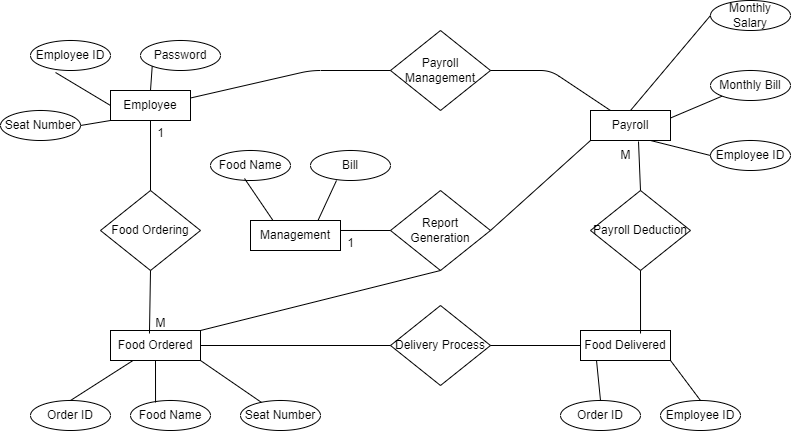 Monthly
Salary
Employee ID
Password
Payroll
Management
Monthly Bill
Employee
Seat Number
Payroll
1
M
Employee ID
Food Name
Bill
Food Ordering
Management
1
Report
Generation
Payroll Deduction
M
Food Ordered
Delivery Process
Food Delivered
Order ID
Food Name
Seat Number
Order ID
Employee ID